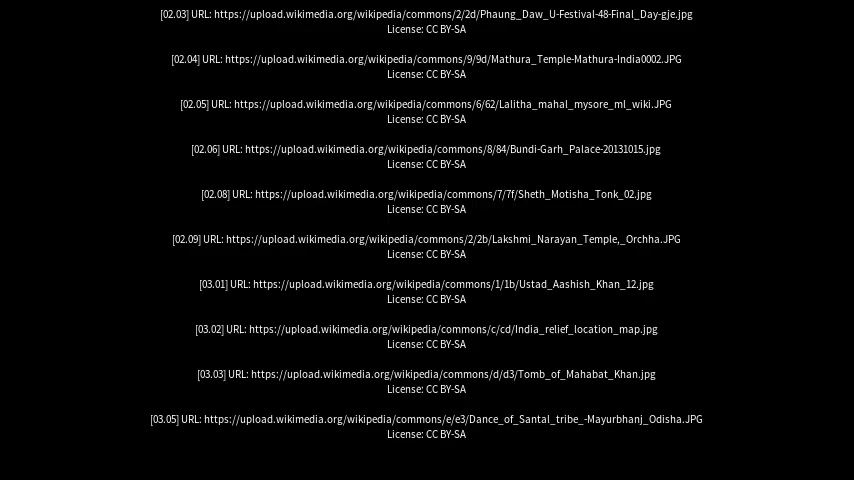 [02.03] URL: https://upload.wikimedia.org/wikipedia/commons/2/2d/Phaung_Daw_U-Festival-48-Final_Day-gje.jpg
License: CC BY-SA
[02.04] URL: https://upload.wikimedia.org/wikipedia/commons/9/9d/Mathura_Temple-Mathura-India0002.JPG
License: CC BY-SA
[02.05] URL: https://upload.wikimedia.org/wikipedia/commons/6/62/Lalitha_mahal_mysore_ml_wiki.JPG
License: CC BY-SA
[02.06] URL: https://upload.wikimedia.org/wikipedia/commons/8/84/Bundi-Garh_Palace-20131015.jpg
License: CC BY-SA
[02.08] URL: https://upload.wikimedia.org/wikipedia/commons/7/7f/Sheth_Motisha_Tonk_02.jpg
License: CC BY-SA
[02.09] URL: https://upload.wikimedia.org/wikipedia/commons/2/2b/Lakshmi_Narayan_Temple,_Orchha.JPG
License: CC BY-SA
[03.01] URL: https://upload.wikimedia.org/wikipedia/commons/1/1b/Ustad_Aashish_Khan_12.jpg
License: CC BY-SA
[03.02] URL: https://upload.wikimedia.org/wikipedia/commons/c/cd/India_relief_location_map.jpg
License: CC BY-SA
[03.03] URL: https://upload.wikimedia.org/wikipedia/commons/d/d3/Tomb_of_Mahabat_Khan.jpg
License: CC BY-SA
[03.05] URL: https://upload.wikimedia.org/wikipedia/commons/e/e3/Dance_of_Santal_tribe_-Mayurbhanj_Odisha.JPG
License: CC BY-SA